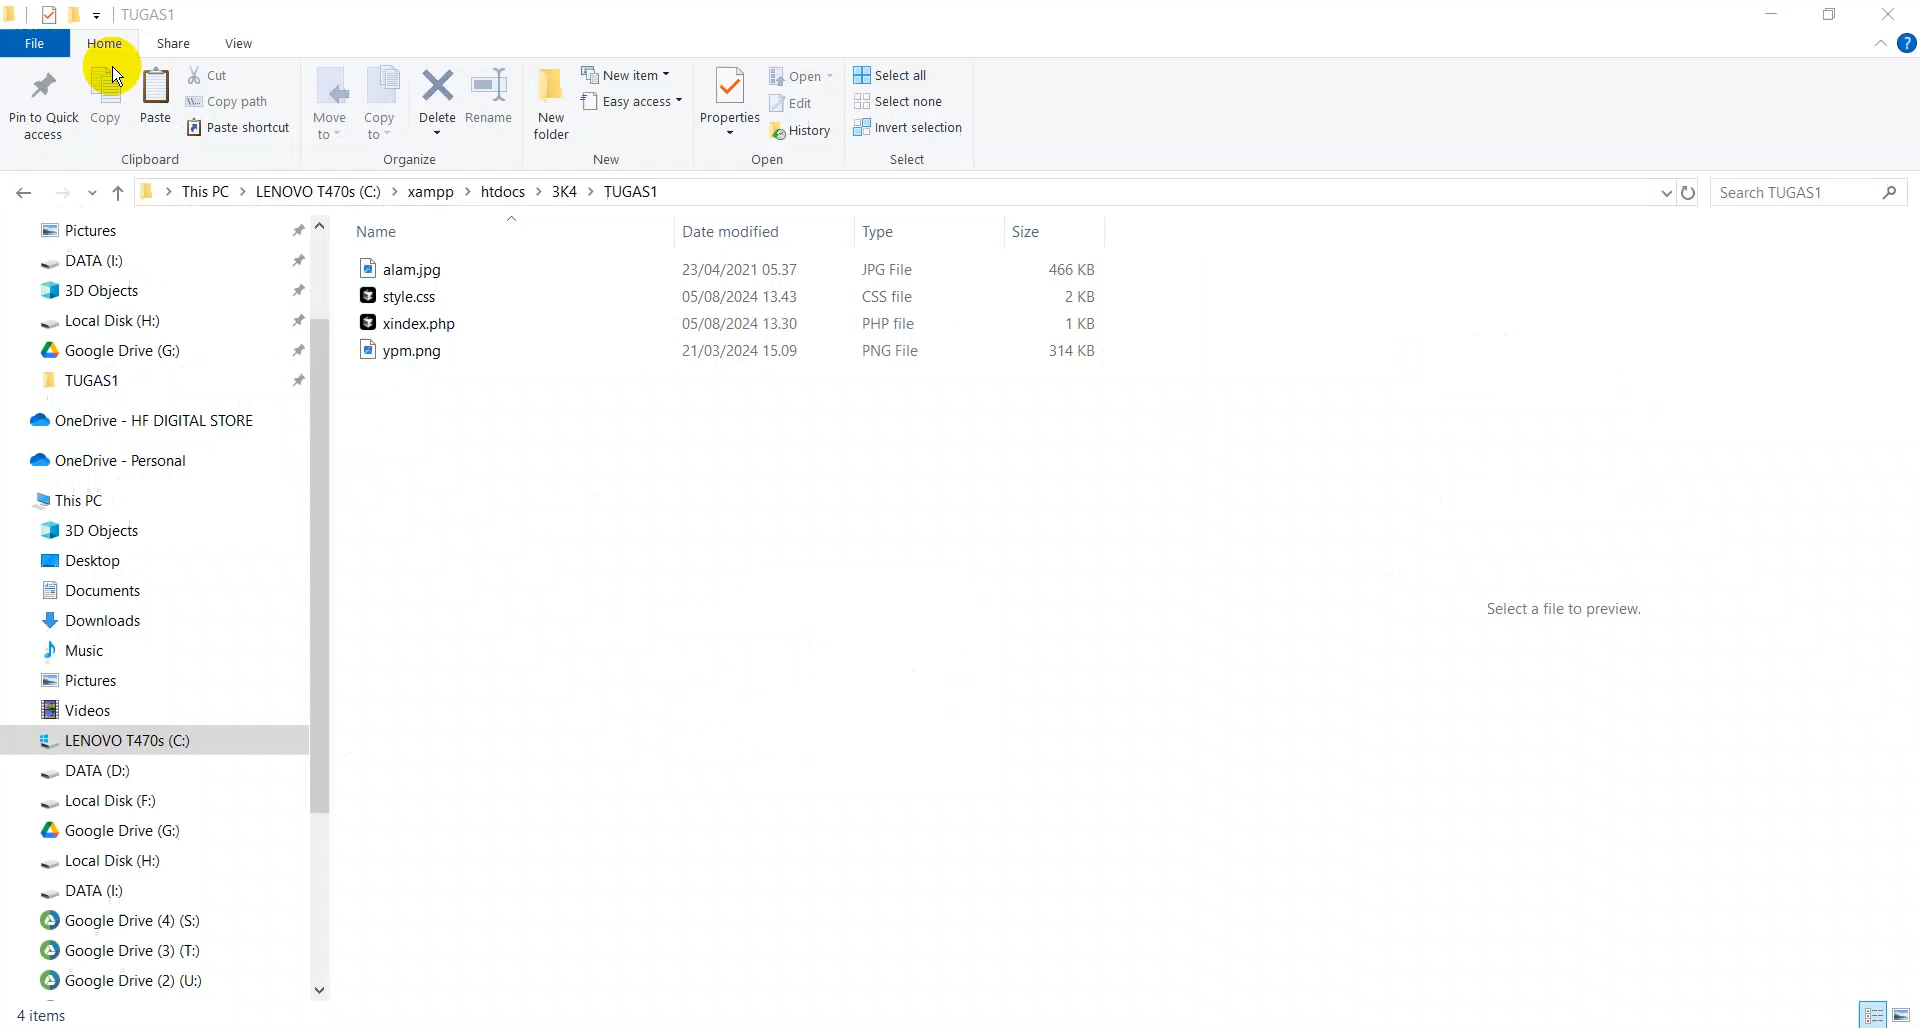 TUGAS1
File Home Share View
Pin to Quick access
Copy
Paste
Cut
Copy path
Paste shortcut
Clipboard
Move to
Copy to
Delete
Rename
Organize
New folder
New item
Easy access
New
Properties
Open
Edit
History
Open
Select all
Select none
Invert selection
Select
This PC > LENOVO T470s (C:) > xampp > htdocs > 3K4 > TUGAS1
Search TUGAS1
Pictures
DATA (I:)
3D Objects
Local Disk (H:)
Google Drive (G:)
TUGAS1
OneDrive - HF DIGITAL STORE
OneDrive - Personal
This PC
3D Objects
Desktop
Documents
Downloads
Music
Pictures
Videos
LENOVO T470s (C:)
DATA (D:)
Local Disk (F:)
Google Drive (G:)
Local Disk (H:)
DATA (I:)
Google Drive (4) (S:)
Google Drive (3) (T:)
Google Drive (2) (U:)
Name Date modified Type Size
alam.jpg 23/04/2021 05.37 JPG File 466 KB
style.css 05/08/2024 13.43 CSS file 2 KB
xindex.php 05/08/2024 13.30 PHP file 1 KB
ypm.png 21/03/2024 15.09 PNG File 314 KB
Select a file to preview.
4 items